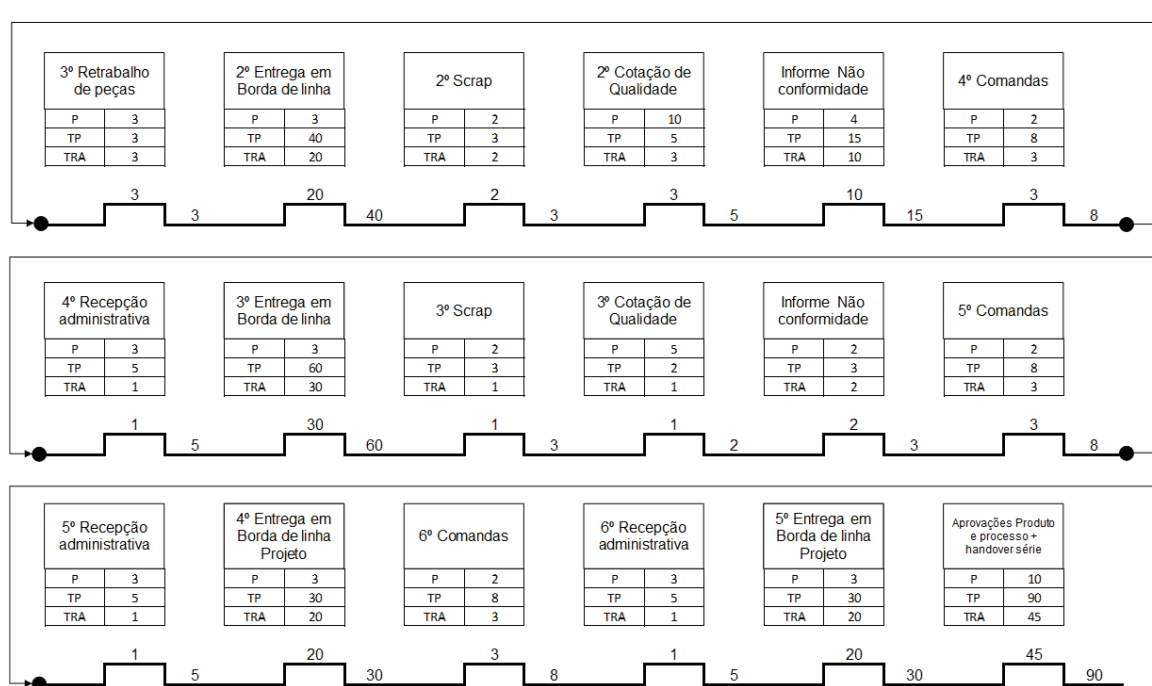 3º Retrabalho
de peças
2º Entrega em
Borda de linha
2º Scrap
2º Cotação de
Qualidade
Informe Não
conformidade
4º Comandas
P 3 P 3 P 2 P 10 P 4 P 2
TP 3 TP 40 TP 3 TP 5 TP 15 TP 8
TRA 3 TRA 20 TRA 2 TRA 3 TRA 10 TRA 3
3 20 2 3 10 3
3 40 3 5 15 8
4º Recepção
administrativa
3º Entrega em
Borda de linha
3º Scrap
3º Cotação de
Qualidade
Informe Não
conformidade
5º Comandas
P 3 P 3 P 2 P 5 P 2 P 2
TP 5 TP 60 TP 3 TP 2 TP 3 TP 8
TRA 1 TRA 30 TRA 1 TRA 1 TRA 2 TRA 3
1 30 1 1 2 3
5 60 3 2 3 8
5º Recepção
administrativa
4º Entrega em
Borda de linha
Projeto
6º Comandas
6º Recepção
administrativa
5º Entrega em
Borda de linha
Projeto
Aprovações Produto
e processo +
handover série
P 3 P 3 P 2 P 3 P 3 P 10
TP 5 TP 30 TP 8 TP 5 TP 30 TP 90
TRA 1 TRA 20 TRA 3 TRA 1 TRA 20 TRA 45
1 20 3 1 20 45
5 30 8 5 30 90